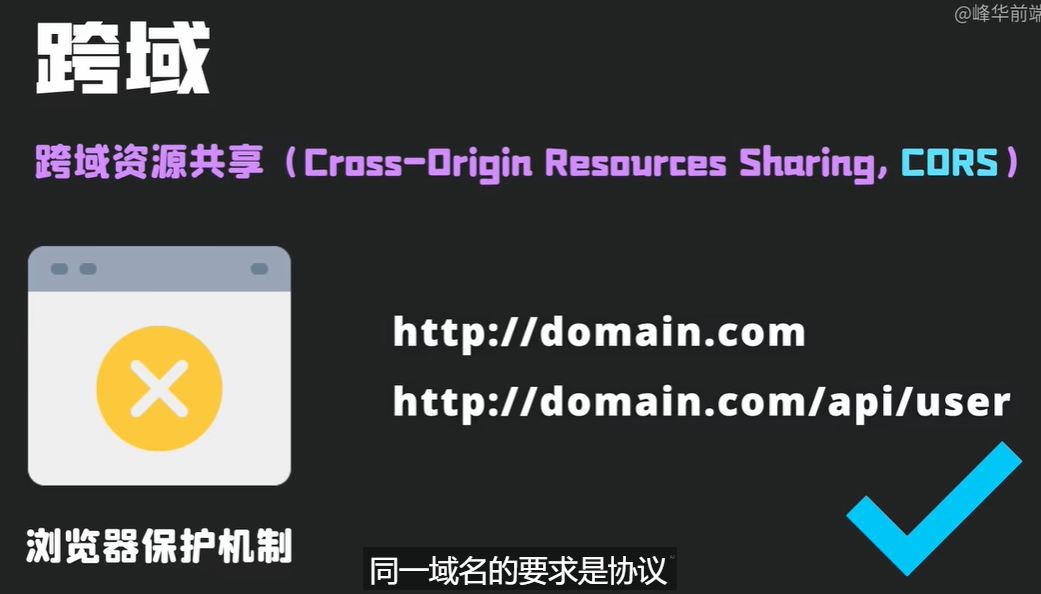 @峰华前端
跨域
跨域资源共享（Cross-Origin Resources Sharing, CORS）
http://domain.com
http://domain.com/api/user
浏览器保护机制
同一域名的要求是协议